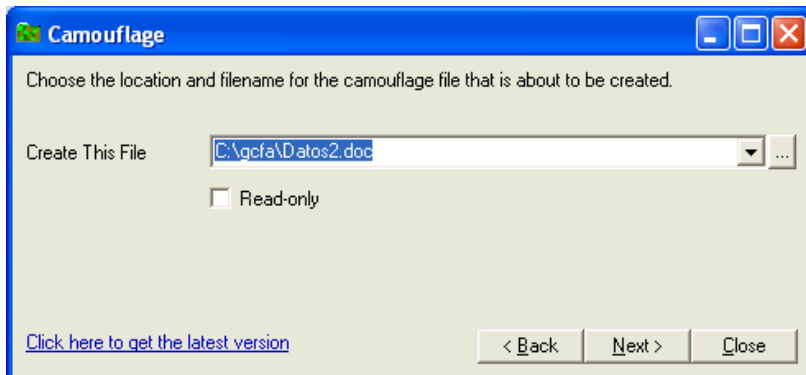 Camouflage
Choose the location and filename for the camouflage file that is about to be created.
Create This File C:\gcfa\Datos2.doc ...
Read-only
Click here to get the latest version < Back Next > Close